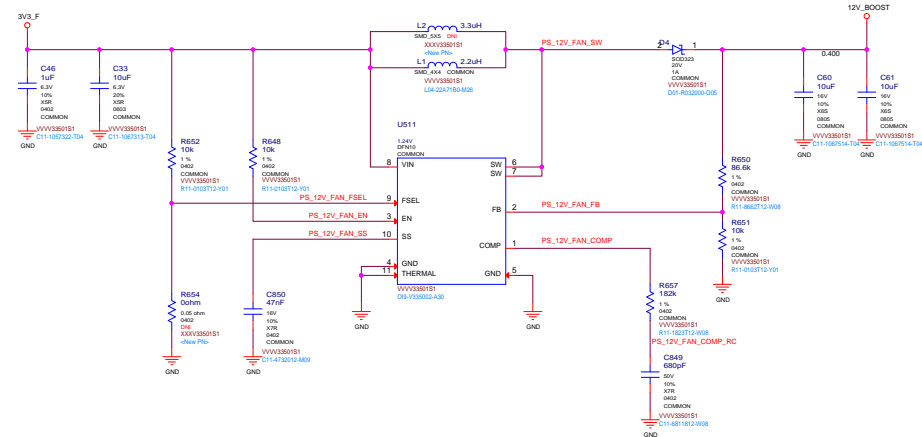 3V3_F
12V_BOOST
L2
3.3uH
SMD_5X5
DNI
XXXV33501S1
<New PN>
PS_12V_FAN_SW
L1
2.2uH
SMD_4X4
COMMON
VVVV33501S1
L04-22A71B0-M26
D4
2
1
SOD323
20V
1A
COMMON
VVVV33501S1
D01-R032000-O05
0.400
C46
1uF
6.3V
10%
X5R
0402
COMMON
VVVV33501S1
C11-1057322-T04
GND
C33
10uF
6.3V
20%
X5R
0603
COMMON
VVVV33501S1
C11-1067313-T04
GND
C60
10uF
16V
10%
X6S
0805
COMMON
VVVV33501S1
C11-1067514-T04
GND
C61
10uF
16V
10%
X6S
0805
COMMON
VVVV33501S1
C11-1067514-T04
GND
R652
10k
1 %
0402
COMMON
VVVV33501S1
R11-0103T12-Y01
R648
10k
1 %
0402
COMMON
VVVV33501S1
R11-0103T12-Y01
U511
1.24V
DFN10
COMMON
8
VIN
SW
6
SW
7
PS_12V_FAN_FSEL
9
FSEL
PS_12V_FAN_EN
3
EN
PS_12V_FAN_SS
10
SS
FB
2
PS_12V_FAN_FB
COMP
1
PS_12V_FAN_COMP
4
GND
11
THERMAL
GND
5
VVVV33501S1
OI9-V335002-A30
GND
GND
R650
86.6k
1 %
0402
COMMON
VVVV33501S1
R11-8662T12-W08
R651
10k
1 %
0402
COMMON
VVVV33501S1
R11-0103T12-Y01
GND
R654
0ohm
0.05 ohm
0402
DNI
XXXV33501S1
<New PN>
GND
C850
47nF
16V
10%
X7R
0402
COMMON
VVVV33501S1
C11-4732012-M09
GND
R657
182k
1 %
0402
COMMON
VVVV33501S1
R11-1823T12-W08
PS_12V_FAN_COMP_RC
C849
680pF
50V
10%
X7R
0402
COMMON
VVVV33501S1
C11-6811812-W08
GND